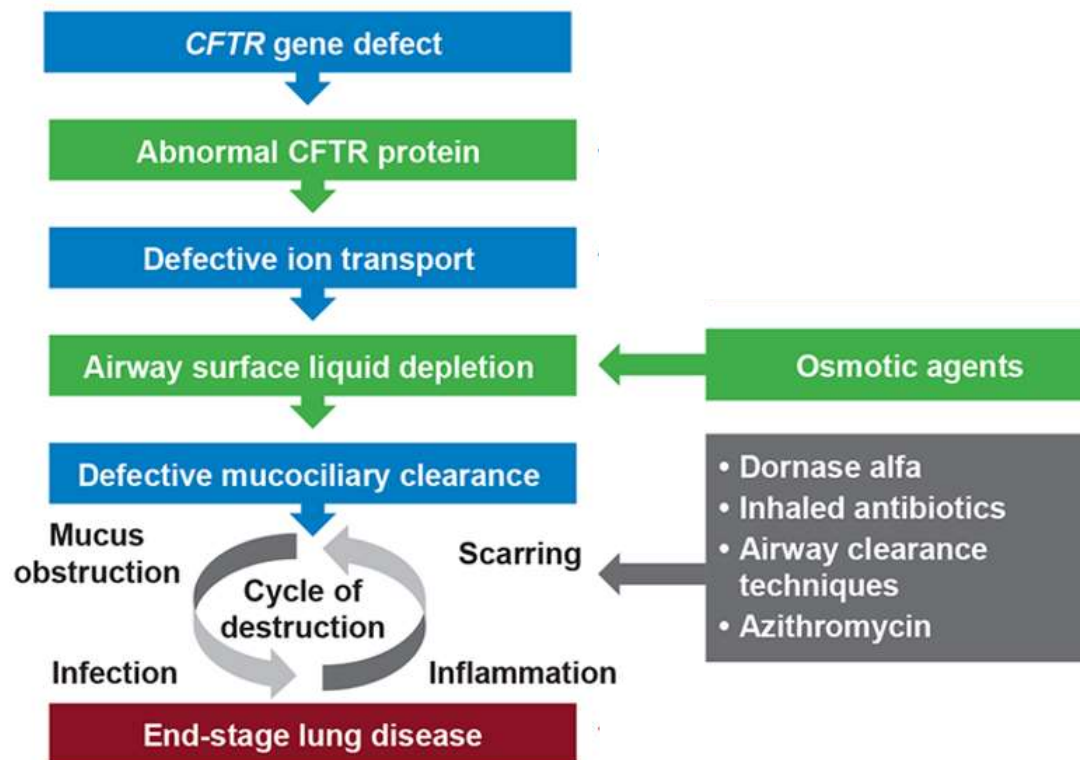 CFTR gene defect
Abnormal CFTR protein
Defective ion transport
Airway surface liquid depletion
Osmotic agents
Defective mucociliary clearance
• Dornase alfa
• Inhaled antibiotics
• Airway clearance
techniques
• Azithromycin
Mucus
obstruction
Scarring
Cycle of
destruction
Infection
Inflammation
End-stage lung disease